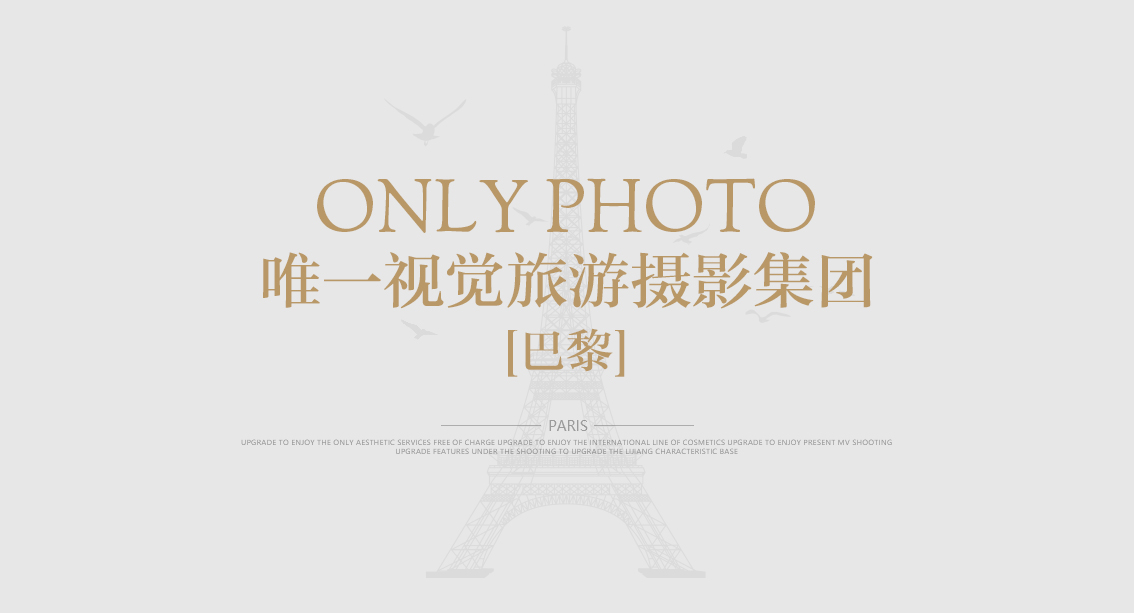 ONLY PHOTO
唯一视觉旅游摄影集团
[巴黎]
PARIS
UPGRADE TO ENJOY THE ONLY AESTHETIC SERVICES FREE OF CHARGE UPGRADE TO ENJOY THE INTERNATIONAL LINE OF COSMETICS UPGRADE TO ENJOY PRESENT MV SHOOTING
UPGRADE FEATURES UNDER THE SHOOTING TO UPGRADE THE LIJIANG CHARACTERISTIC BASE